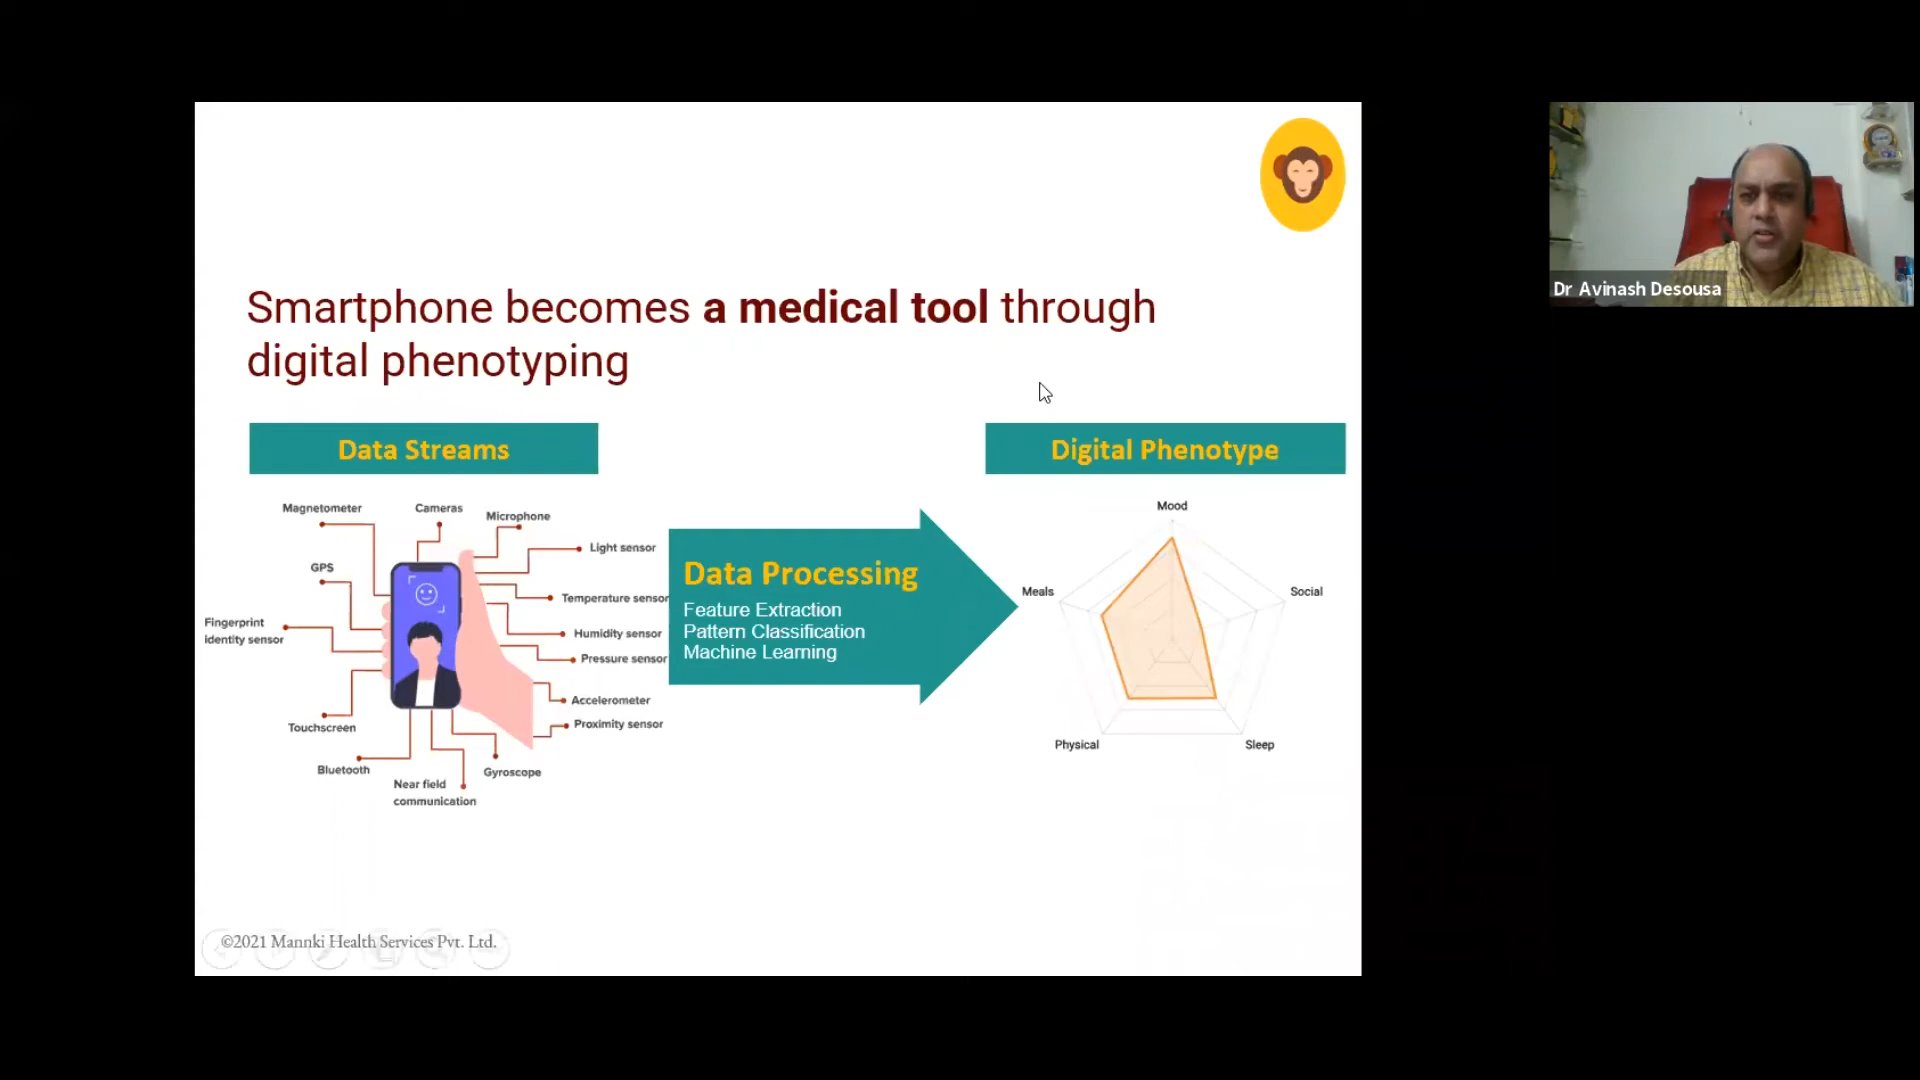 Smartphone becomes a medical tool through
digital phenotyping
Data Streams
Magnetometer
Cameras
Microphone
Light sensor
GPS
Temperature sensor
Fingerprint
identity sensor
Humidity sensor
Pressure sensor
Accelerometer
Proximity sensor
Touchscreen
Bluetooth
Near field
communication
Gyroscope
Data Processing
Feature Extraction
Pattern Classification
Machine Learning
Digital Phenotype
Mood
Meals
Social
Physical
Sleep
©2021 Mannki Health Services Pvt. Ltd.
Dr Avinash Desousa